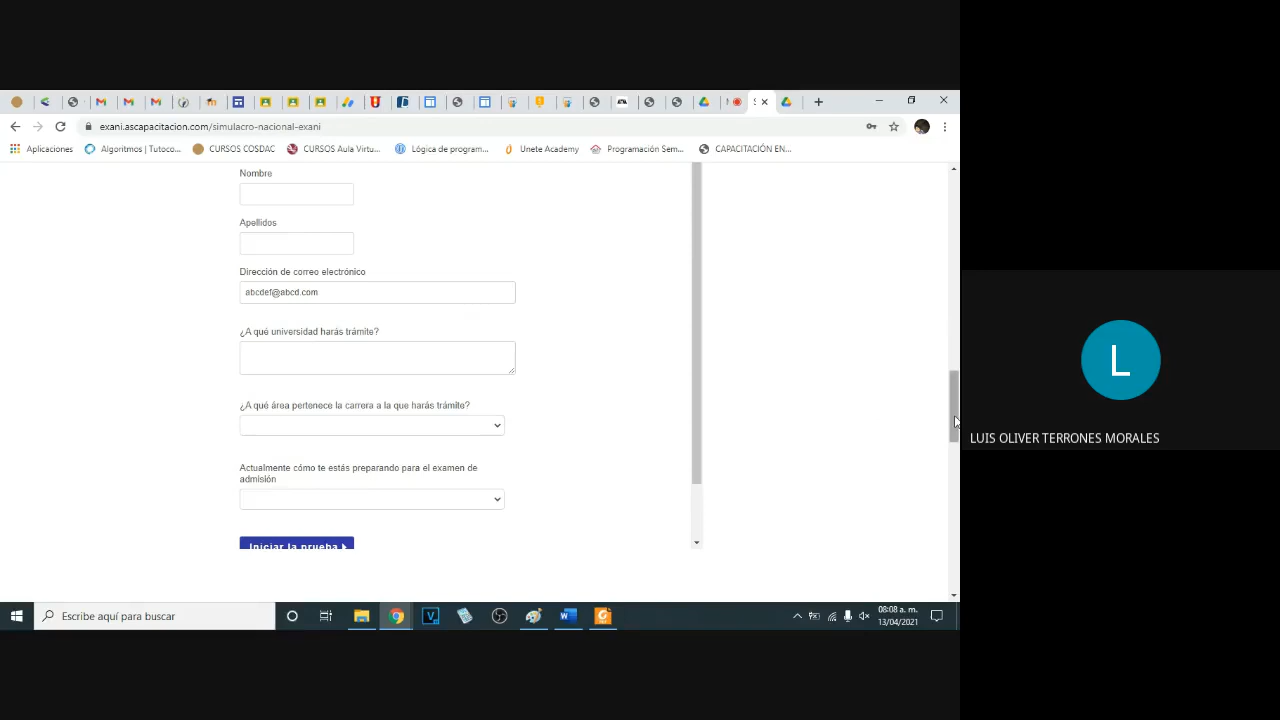 exani.ascapacitacion.com/simulacro-nacional-exani
Aplicaciones
Algoritmos | Tutoco...
CURSOS COSDAC
CURSOS Aula Virtu...
Lógica de program...
Unete Academy
Programación Sem...
CAPACITACIÓN EN...
Nombre
Apellidos
Dirección de correo electrónico
abcdef@abcd.com
¿A qué universidad harás trámite?
¿A qué área pertenece la carrera a la que harás trámite?
Actualmente cómo te estás preparando para el examen de
admisión
Iniciar la prueba
L
LUIS OLIVER TERRONES MORALES
Escribe aquí para buscar
08:08 a. m.
13/04/2021